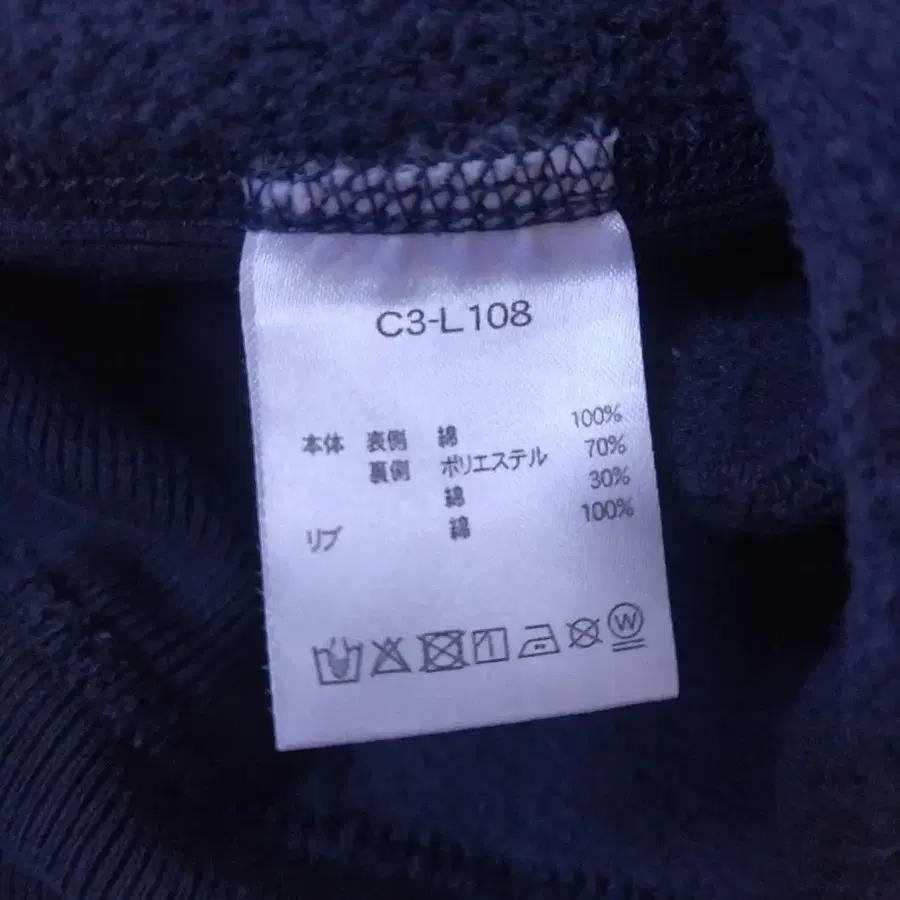 C3-L108
本体 表側 綿 100%
裏側 ポリエステル 70%
綿 30%
リブ 綿 100%
W